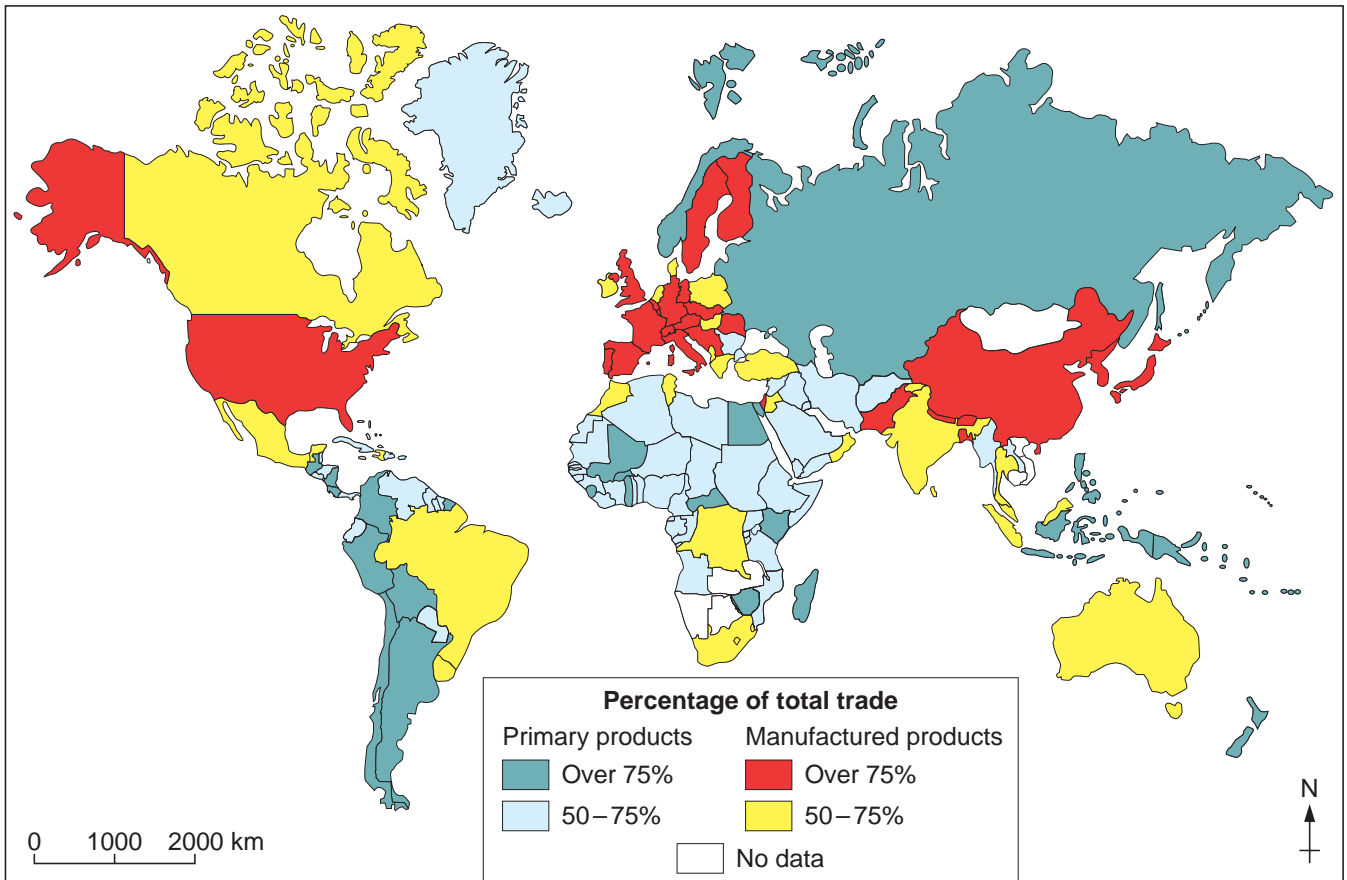 Percentage of total trade
Primary products
Manufactured products
Over 75%
Over 75%
50–75%
50–75%
No data
0 1000 2000 km
N